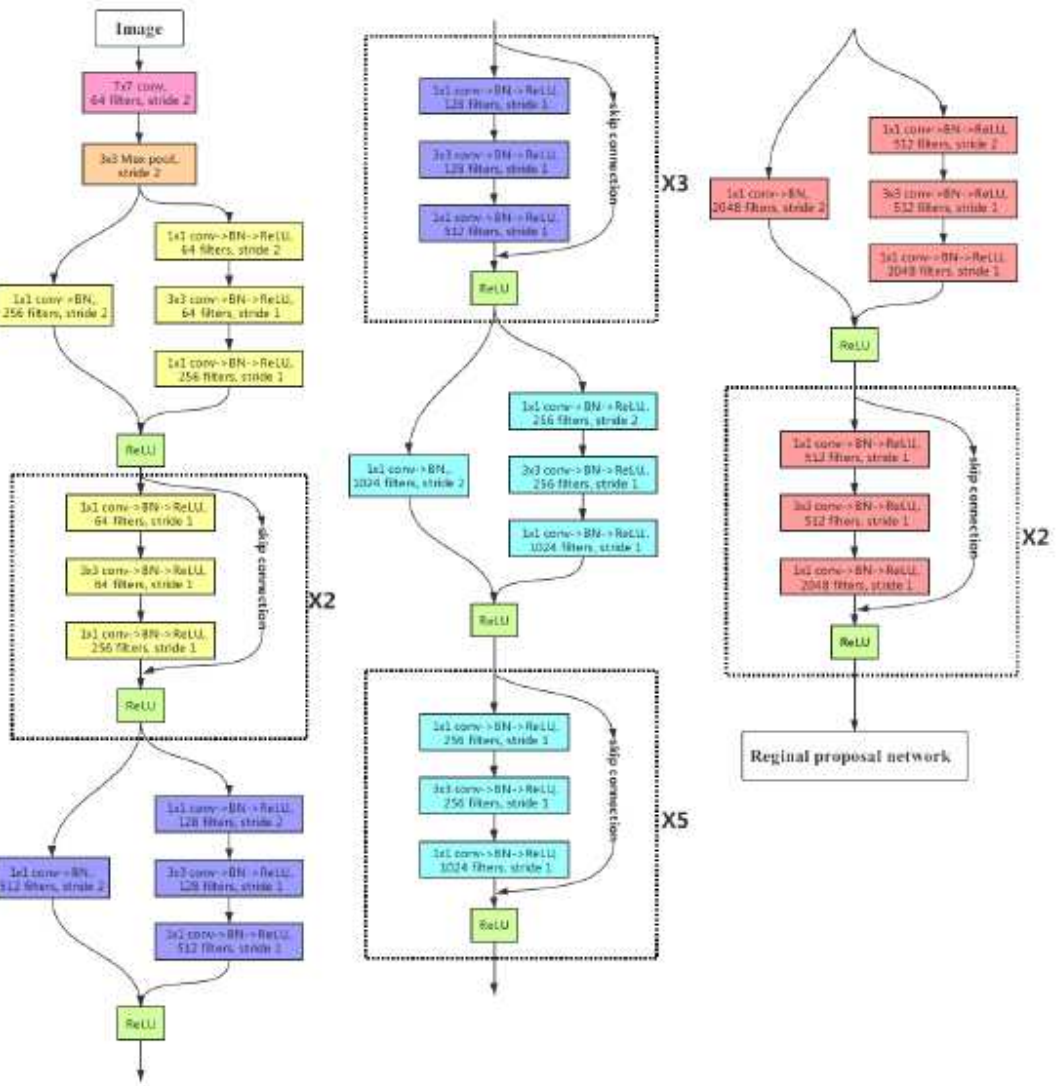 Image
7x7 conv,
64 filters, stride 2
3x3 Max pool,
stride 2
1x1 conv->BN->ReLU,
64 filters, stride 2
1x1 conv->BN,
256 filters, stride 2
3x3 conv->BN->ReLU,
64 filters, stride 1
1x1 conv->BN->ReLU,
256 filters, stride 1
ReLU
1x1 conv->BN->ReLU,
64 filters, stride 1
3x3 conv->BN->ReLU,
64 filters, stride 1
1x1 conv->BN->ReLU,
256 filters, stride 1
skip connection
X2
ReLU
1x1 conv->BN->ReLU,
128 filters, stride 2
1x1 conv->BN,
512 filters, stride 2
3x3 conv->BN->ReLU,
128 filters, stride 1
1x1 conv->BN->ReLU,
512 filters, stride 1
ReLU
1x1 conv->BN->ReLU,
128 filters, stride 1
3x3 conv->BN->ReLU,
128 filters, stride 1
1x1 conv->BN->ReLU,
512 filters, stride 1
skip connection
X3
ReLU
1x1 conv->BN->ReLU,
256 filters, stride 2
1x1 conv->BN,
1024 filters, stride 2
3x3 conv->BN->ReLU,
256 filters, stride 1
1x1 conv->BN->ReLU,
1024 filters, stride 1
ReLU
1x1 conv->BN->ReLU,
256 filters, stride 1
3x3 conv->BN->ReLU,
256 filters, stride 1
1x1 conv->BN->ReLU,
1024 filters, stride 1
skip connection
X5
ReLU
1x1 conv->BN->ReLU,
512 filters, stride 2
1x1 conv->BN,
2048 filters, stride 2
3x3 conv->BN->ReLU,
512 filters, stride 1
1x1 conv->BN->ReLU,
2048 filters, stride 1
ReLU
1x1 conv->BN->ReLU,
512 filters, stride 1
3x3 conv->BN->ReLU,
512 filters, stride 1
1x1 conv->BN->ReLU,
2048 filters, stride 1
skip connection
X2
ReLU
Reginal proposal network